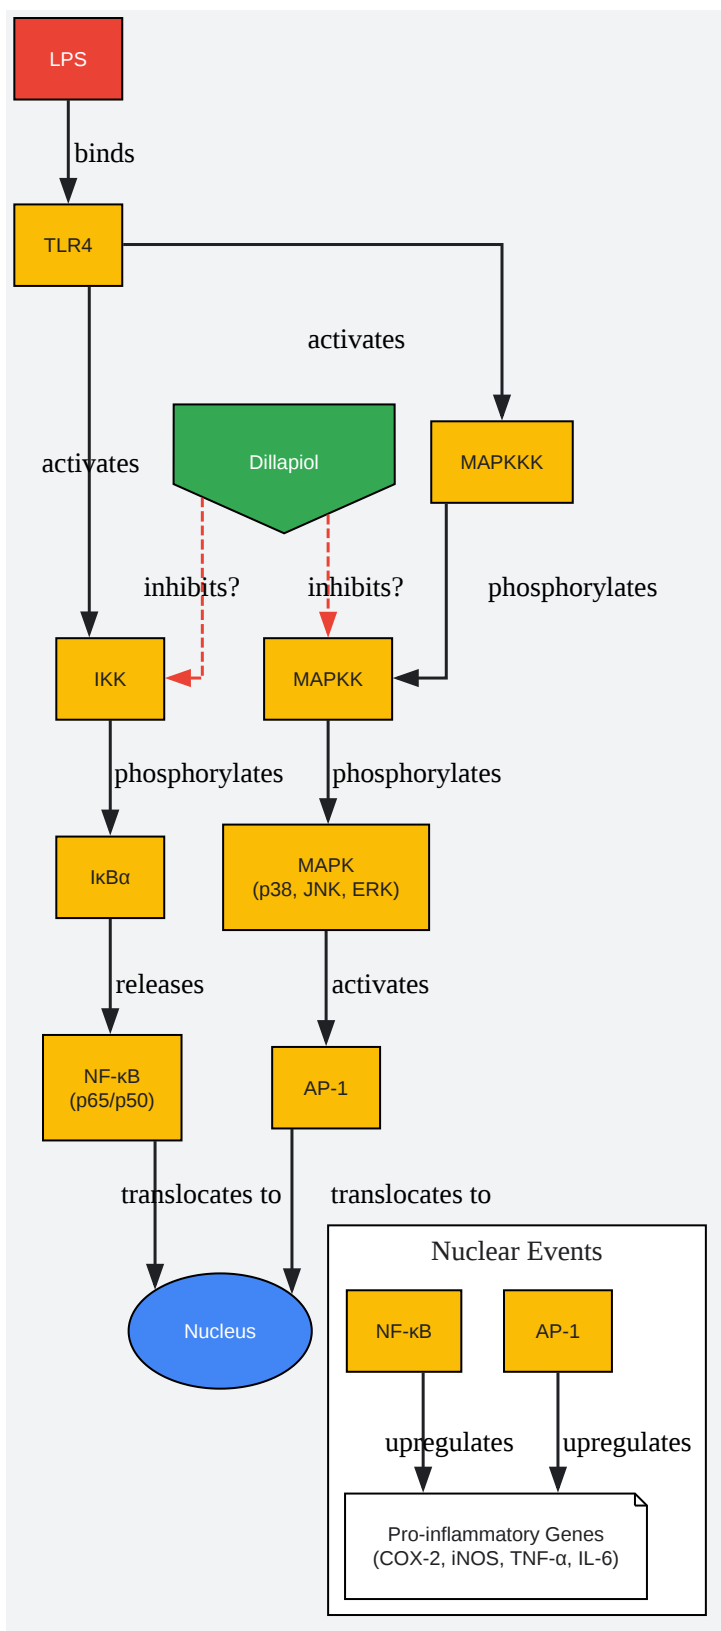 LPS
binds
TLR4
activates
activates
Dillapiol
MAPKKK
inhibits?
inhibits?
phosphorylates
IKK
MAPKK
phosphorylates
phosphorylates
IκBα
MAPK
(p38, JNK, ERK)
releases
activates
NF-κB
(p65/p50)
AP-1
translocates to
translocates to
Nucleus
Nuclear Events
NF-κB
AP-1
upregulates
upregulates
Pro-inflammatory Genes
(COX-2, iNOS, TNF-α, IL-6)